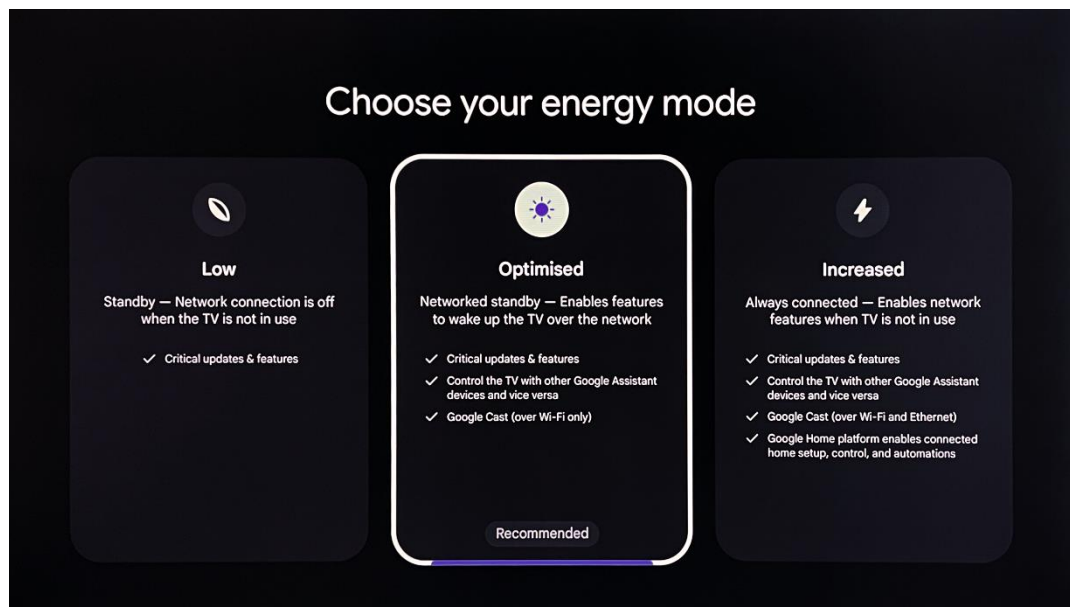 Choose your energy mode
Low
Standby — Network connection is off
when the TV is not in use
Critical updates & features
Optimised
Networked standby — Enables features
to wake up the TV over the network
Critical updates & features
Control the TV with other Google Assistant
devices and vice versa
Google Cast (over Wi-Fi only)
Recommended
Increased
Always connected — Enables network
features when TV is not in use
Critical updates & features
Control the TV with other Google Assistant
devices and vice versa
Google Cast (over Wi-Fi and Ethernet)
Google Home platform enables connected
home setup, control, and automations